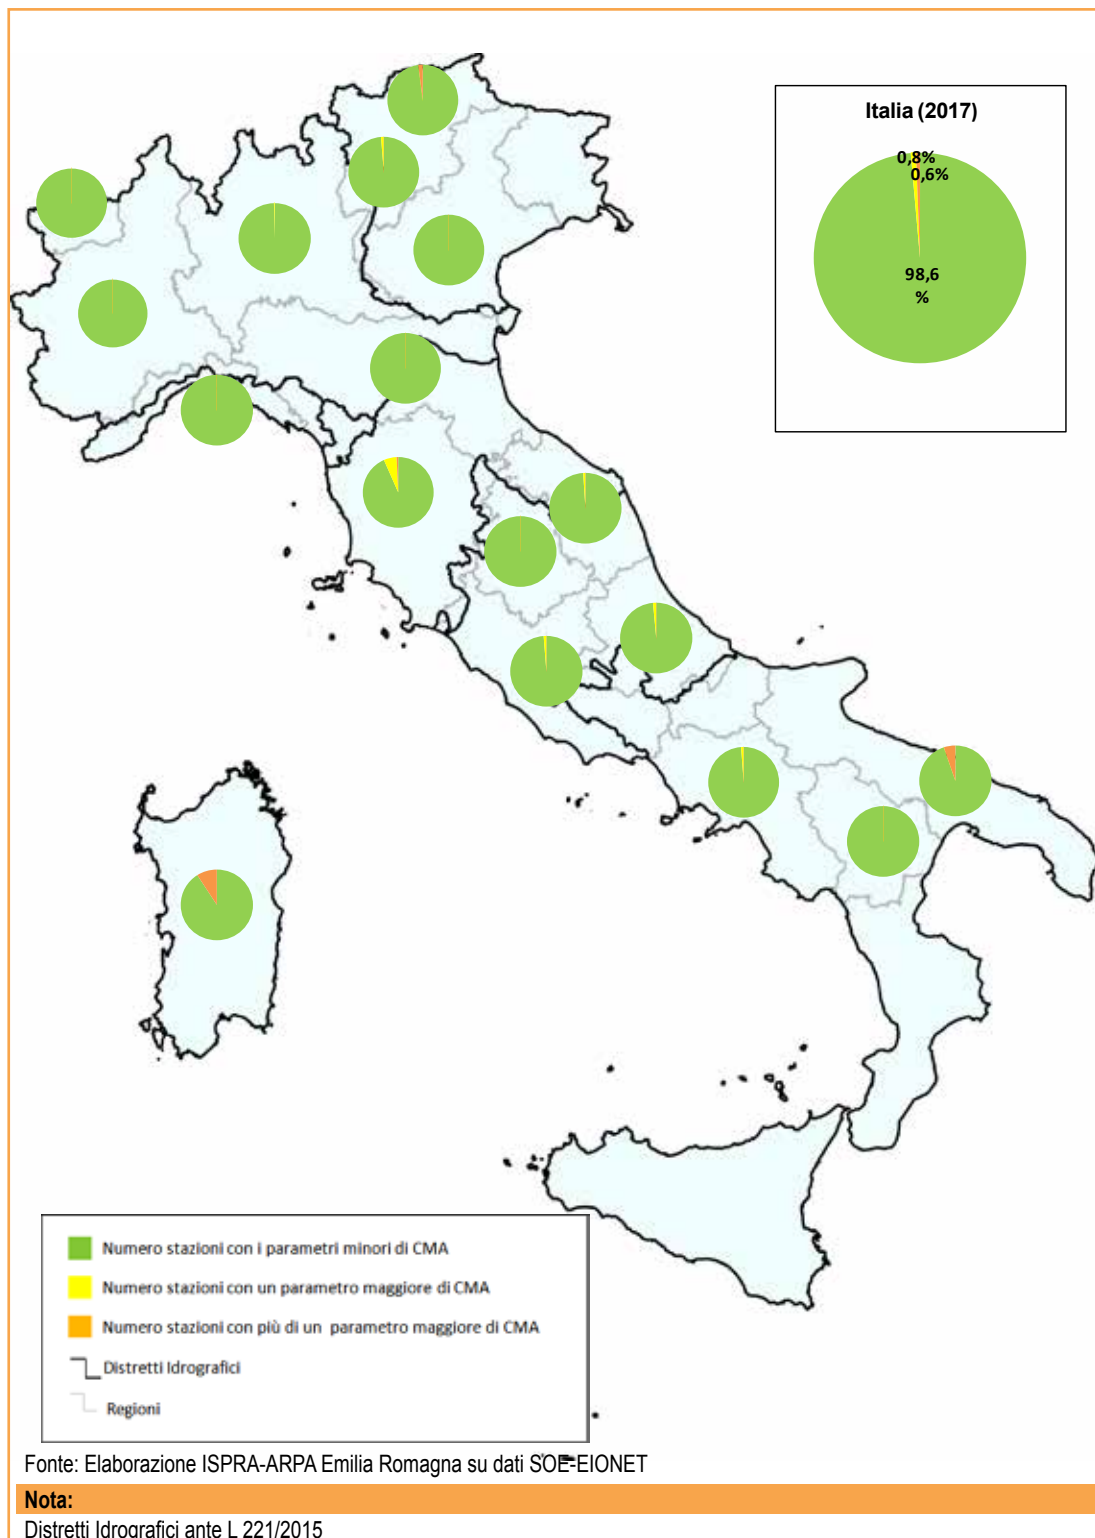 Italia (2017)
0,8%
0,6%
98,6
%
Numero stazioni con i parametri minori di CMA
Numero stazioni con un parametro maggiore di CMA
Numero stazioni con più di un parametro maggiore di CMA
Distretti Idrografici
Regioni
Fonte: Elaborazione ISPRA-ARPA Emilia Romagna su dati SOE-EIONET
Nota:
Distretti Idrografici ante L 221/2015